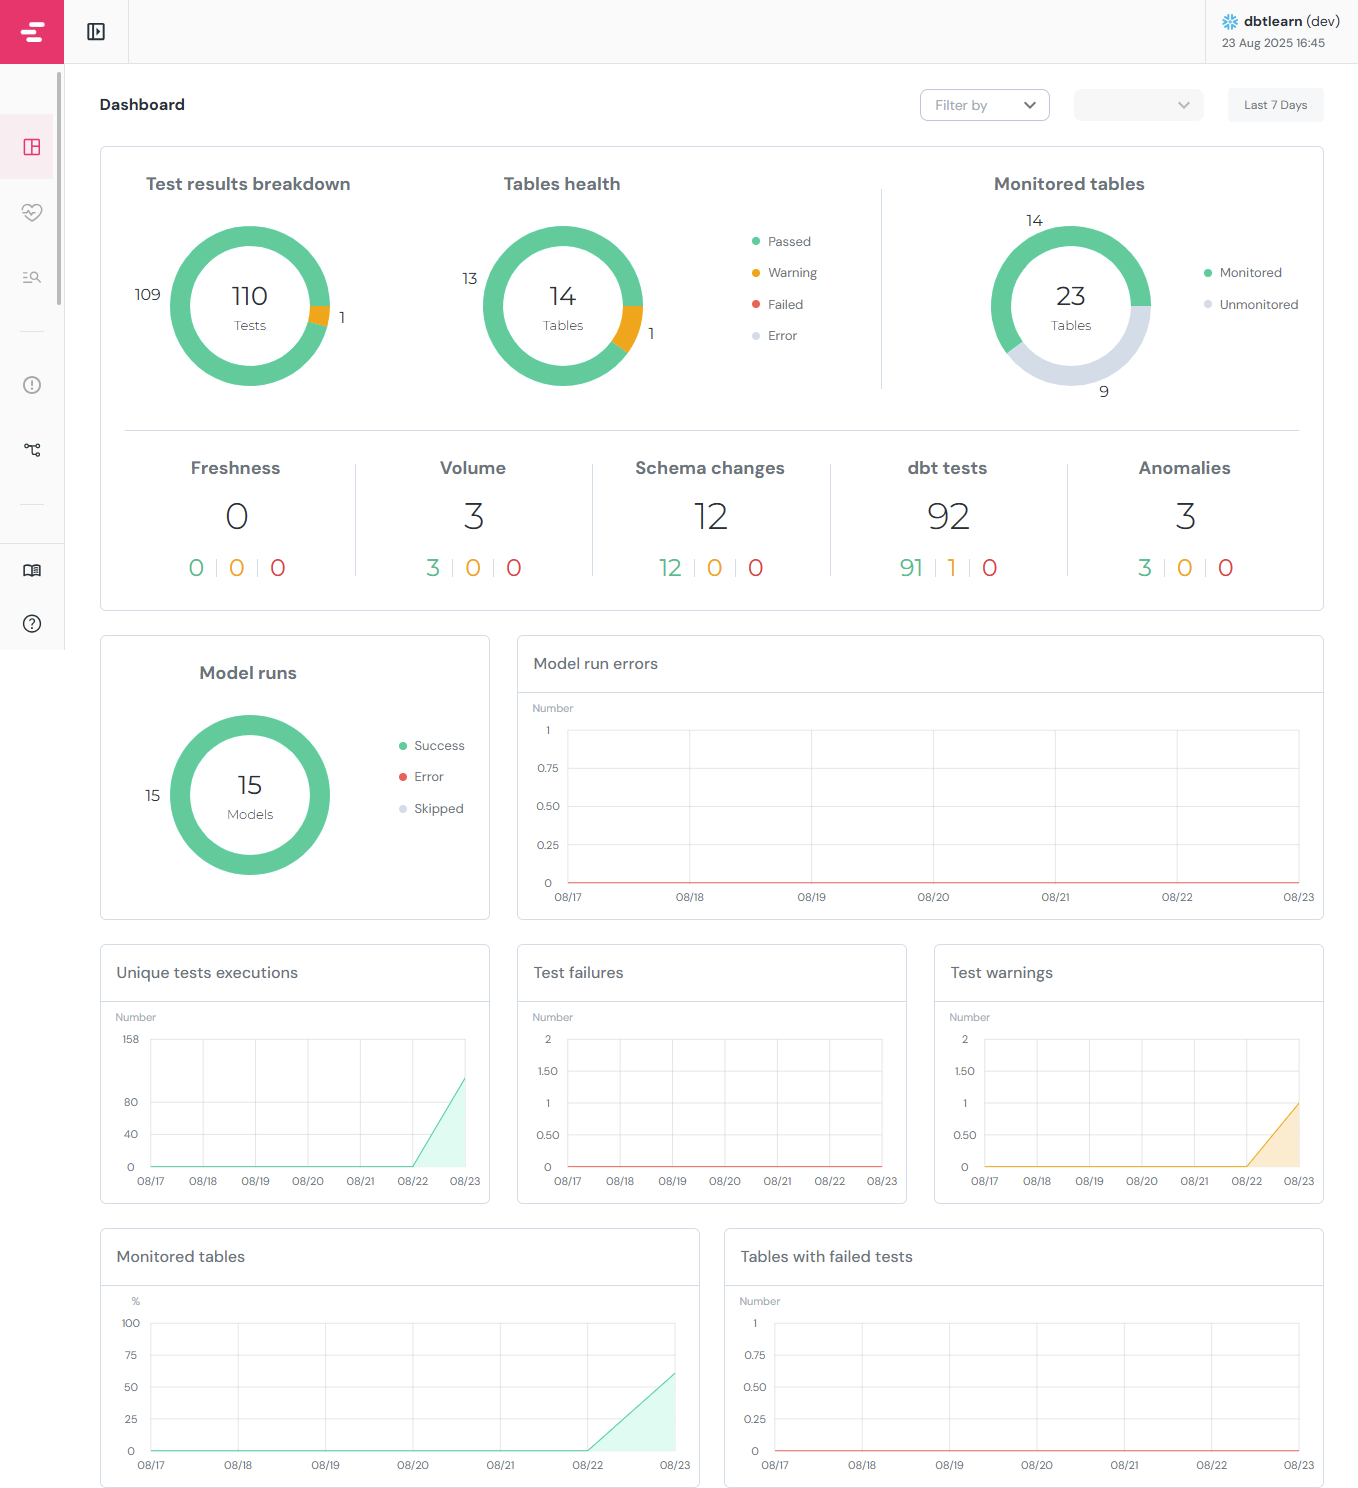 dbtlearn (dev)
23 Aug 2025 16:45
Dashboard
Filter by
Last 7 Days
Test results breakdown
109
110
Tests
1
Tables health
13
14
Tables
1
Passed
Warning
Failed
Error
Monitored tables
14
23
Tables
9
Monitored
Unmonitored
Freshness
0
0 0 0
Volume
3
3 0 0
Schema changes
12
12 0 0
dbt tests
92
91 1 0
Anomalies
3
3 0 0
Model runs
15
15
Models
Success
Error
Skipped
Model run errors
Number
1
0.75
0.50
0.25
0
08/17 08/18 08/19 08/20 08/21 08/22 08/23
Unique tests executions
Number
158
80
40
0
08/17 08/18 08/19 08/20 08/21 08/22 08/23
Test failures
Number
2
1.50
1
0.50
0
08/17 08/18 08/19 08/20 08/21 08/22 08/23
Test warnings
Number
2
1.50
1
0.50
0
08/17 08/18 08/19 08/20 08/21 08/22 08/23
Monitored tables
%
100
75
50
25
0
08/17 08/18 08/19 08/20 08/21 08/22 08/23
Tables with failed tests
Number
1
0.75
0.50
0.25
0
08/17 08/18 08/19 08/20 08/21 08/22 08/23